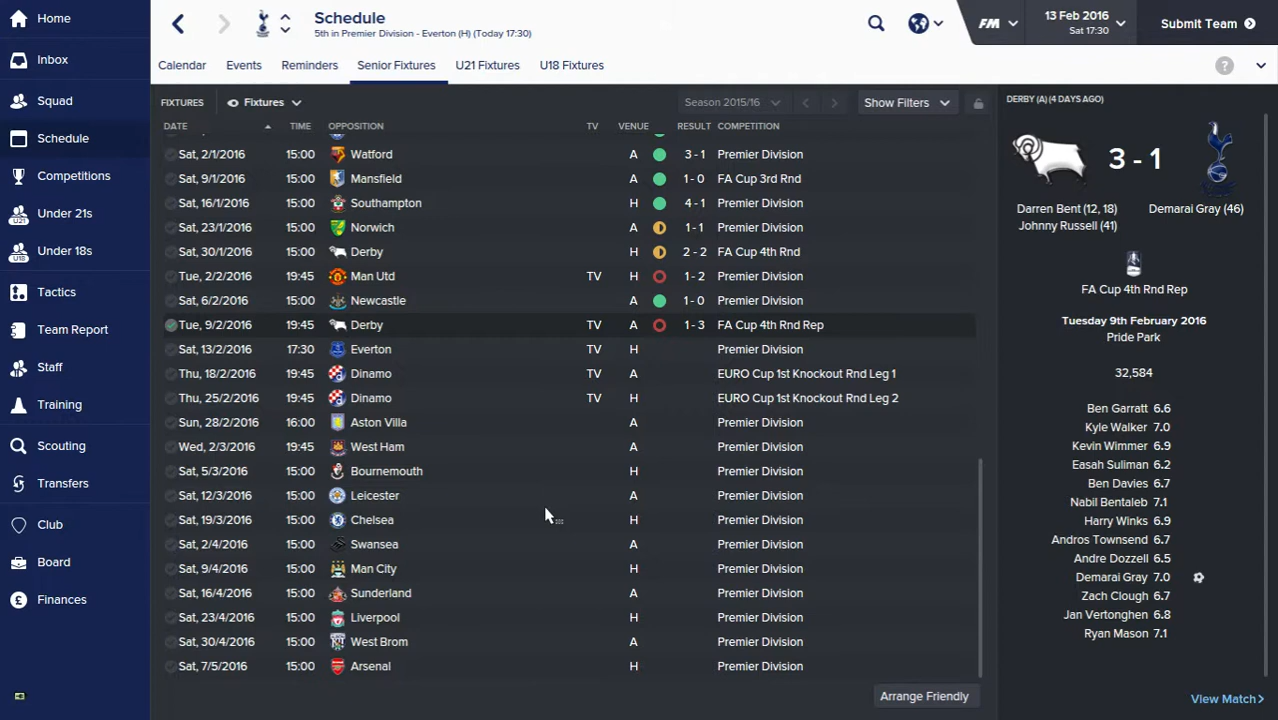 Home
Inbox
Squad
Schedule
Competitions
U21
Under 21s
U18
Under 18s
Tactics
Team Report
Staff
Training
Scouting
Transfers
Club
Board
Finances
Schedule
5th in Premier Division - Everton (H) (Today 17:30)
FM
13 Feb 2016
Sat 17:30
Submit Team
Calendar Events Reminders Senior Fixtures U21 Fixtures U18 Fixtures
?
FIXTURES Fixtures Season 2015/16 Show Filters
DATE TIME OPPOSITION TV VENUE RESULT COMPETITION
Sat, 2/1/2016 15:00 Watford A 3 - 1 Premier Division
Sat, 9/1/2016 15:00 Mansfield A 1 - 0 FA Cup 3rd Rnd
Sat, 16/1/2016 15:00 Southampton H 4 - 1 Premier Division
Sat, 23/1/2016 15:00 Norwich A 1 - 1 Premier Division
Sat, 30/1/2016 15:00 Derby H 2 - 2 FA Cup 4th Rnd
Tue, 2/2/2016 19:45 Man Utd TV H 1 - 2 Premier Division
Sat, 6/2/2016 15:00 Newcastle A 1 - 0 Premier Division
Tue, 9/2/2016 19:45 Derby TV A 1 - 3 FA Cup 4th Rnd Rep
Sat, 13/2/2016 17:30 Everton TV H Premier Division
Thu, 18/2/2016 19:45 Dinamo TV A EURO Cup 1st Knockout Rnd Leg 1
Thu, 25/2/2016 19:45 Dinamo TV H EURO Cup 1st Knockout Rnd Leg 2
Sun, 28/2/2016 16:00 Aston Villa A Premier Division
Wed, 2/3/2016 19:45 West Ham A Premier Division
Sat, 5/3/2016 15:00 Bournemouth H Premier Division
Sat, 12/3/2016 15:00 Leicester A Premier Division
Sat, 19/3/2016 15:00 Chelsea H Premier Division
Sat, 2/4/2016 15:00 Swansea A Premier Division
Sat, 9/4/2016 15:00 Man City H Premier Division
Sat, 16/4/2016 15:00 Sunderland A Premier Division
Sat, 23/4/2016 15:00 Liverpool H Premier Division
Sat, 30/4/2016 15:00 West Brom A Premier Division
Sat, 7/5/2016 15:00 Arsenal H Premier Division
Arrange Friendly
DERBY (A) (4 DAYS AGO)
3 - 1
Darren Bent (12, 18) Demarai Gray (46)
Johnny Russell (41)
FA Cup 4th Rnd Rep
Tuesday 9th February 2016
Pride Park
32,584
Ben Garratt 6.6
Kyle Walker 7.0
Kevin Wimmer 6.9
Easah Suliman 6.2
Ben Davies 6.7
Nabil Bentaleb 7.1
Harry Winks 6.9
Andros Townsend 6.7
Andre Dozzell 6.5
Demarai Gray 7.0
Zach Clough 6.7
Jan Vertonghen 6.8
Ryan Mason 7.1
View Match